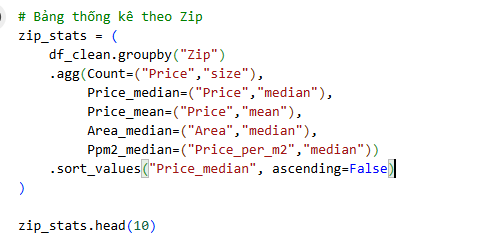 # Bảng thống kê theo Zip
zip_stats = (
    df_clean.groupby("Zip")
    .agg(Count=("Price","size"),
         Price_median=("Price","median"),
         Price_mean=("Price","mean"),
         Area_median=("Area","median"),
         Ppm2_median=("Price_per_m2","median"))
    .sort_values("Price_median", ascending=False)
)

zip_stats.head(10)